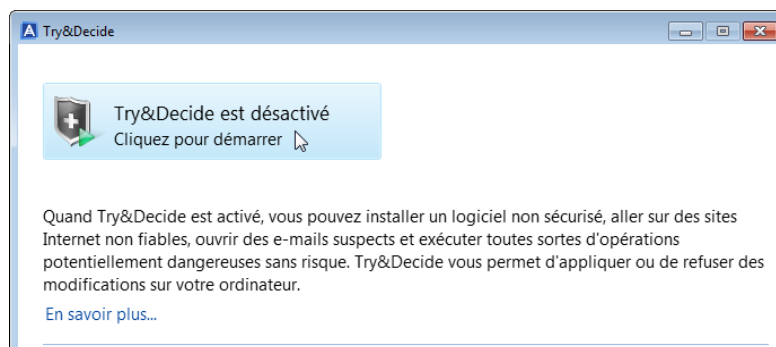 Try&Decide
Try&Decide est désactivé
Cliquez pour démarrer
Quand Try&Decide est activé, vous pouvez installer un logiciel non sécurisé, aller sur des sites
Internet non fiables, ouvrir des e-mails suspects et exécuter toutes sortes d'opérations
potentiellement dangereuses sans risque. Try&Decide vous permet d'appliquer ou de refuser des
modifications sur votre ordinateur.
En savoir plus...